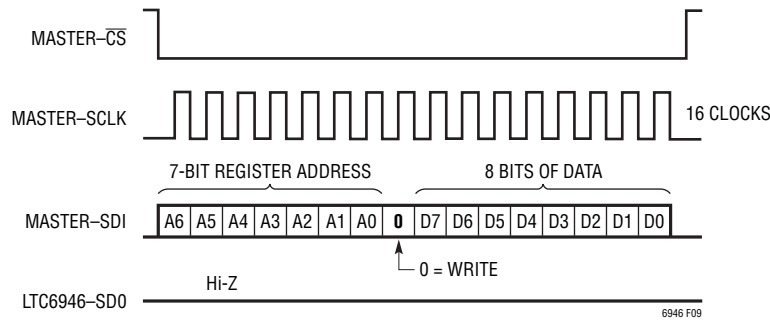 MASTER–CS
MASTER–SCLK
16 CLOCKS
7-BIT REGISTER ADDRESS 8 BITS OF DATA
MASTER–SDI A6 A5 A4 A3 A2 A1 A0 0 D7 D6 D5 D4 D3 D2 D1 D0
0 = WRITE
Hi-Z
LTC6946–SD0
6946 F09